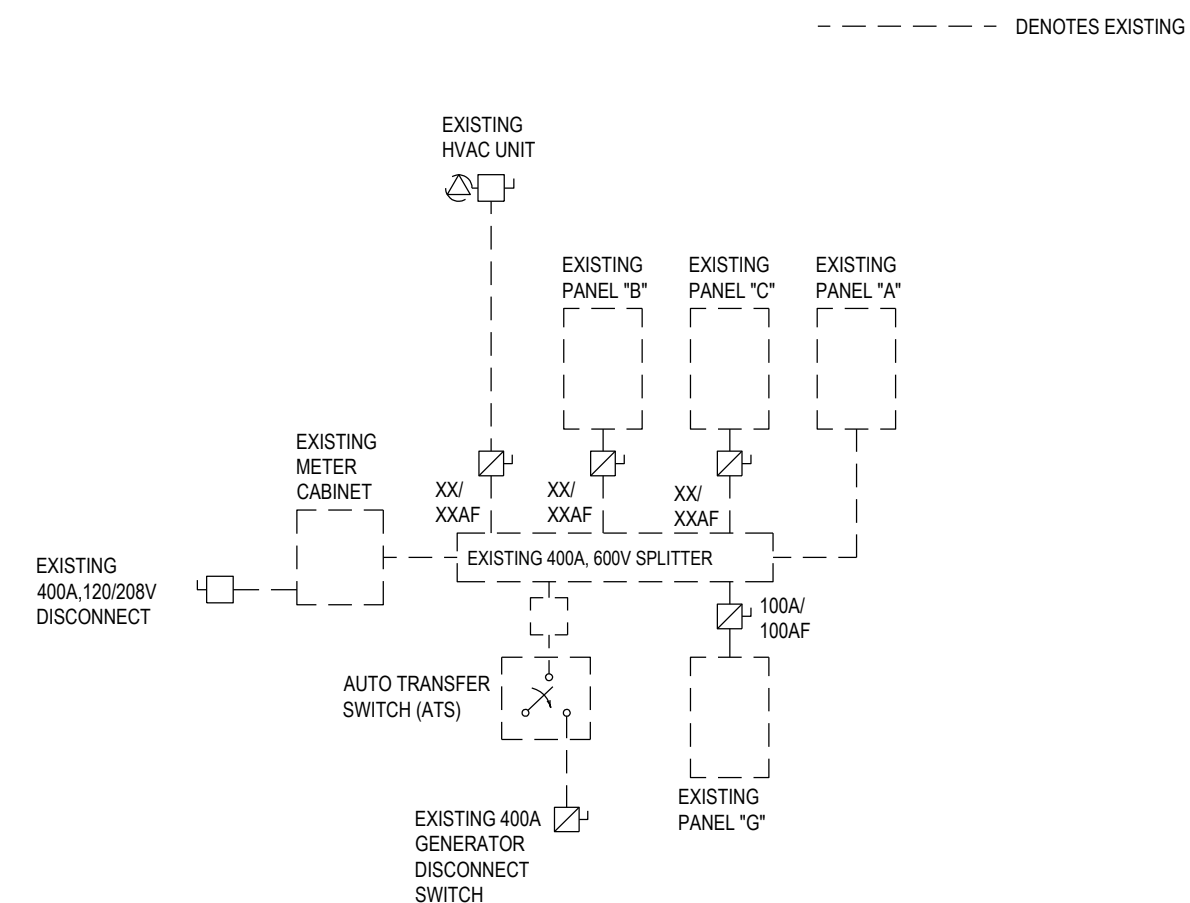 DENOTES EXISTING
EXISTING
HVAC UNIT
EXISTING
PANEL "B"
EXISTING
PANEL "C"
EXISTING
PANEL "A"
EXISTING
METER
CABINET
XX/
XXAF
XX/
XXAF
XX/
XXAF
EXISTING 400A, 600V SPLITTER
EXISTING
400A,120/208V
DISCONNECT
100A/
100AF
AUTO TRANSFER
SWITCH (ATS)
EXISTING
PANEL "G"
EXISTING 400A
GENERATOR
DISCONNECT
SWITCH